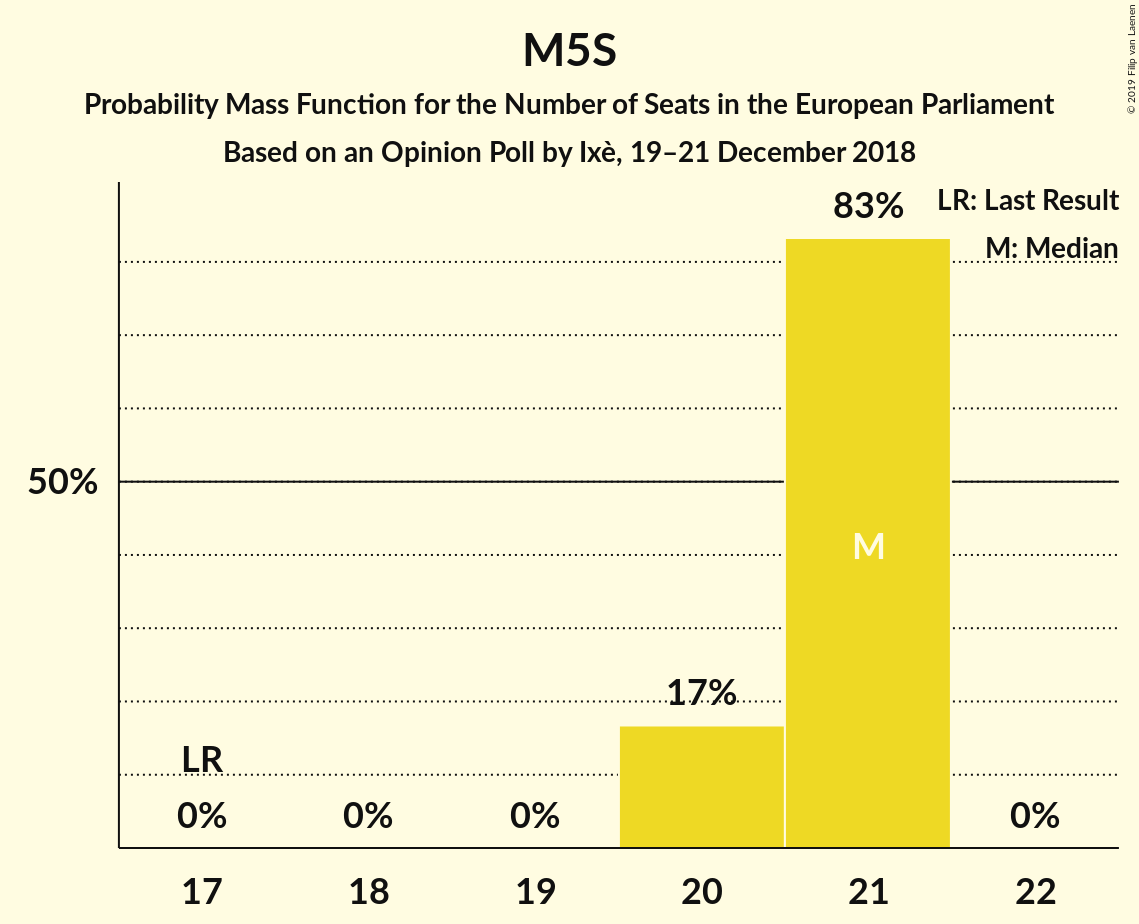 M5S
Probability Mass Function for the Number of Seats in the European Parliament
Based on an Opinion Poll by Ixè, 19–21 December 2018
© 2019 Filip van Laenen
LR: Last Result
M: Median
83%
50%
M
17%
LR
0% 0% 0% 0%
17 18 19 20 21 22